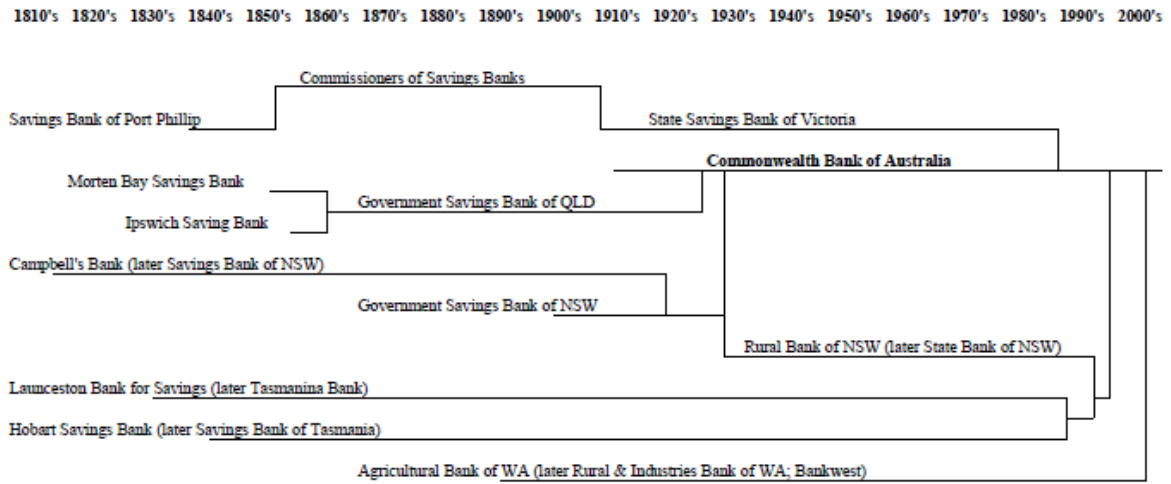 1810's 1820's 1830's 1840's 1850's 1860's 1870's 1880's 1890's 1900's 1910's 1920's 1930's 1940's 1950's 1960's 1970's 1980's 1990's 2000's
Commissioners of Savings Banks
Savings Bank of Port Phillip
State Savings Bank of Victoria
Commonwealth Bank of Australia
Morten Bay Savings Bank
Government Savings Bank of QLD
Ipswich Saving Bank
Campbell's Bank (later Savings Bank of NSW)
Government Savings Bank of NSW
Rural Bank of NSW (later State Bank of NSW)
Launceston Bank for Savings (later Tasmanina Bank)
Hobart Savings Bank (later Savings Bank of Tasmania)
Agricultural Bank of WA (later Rural & Industries Bank of WA; Bankwest)